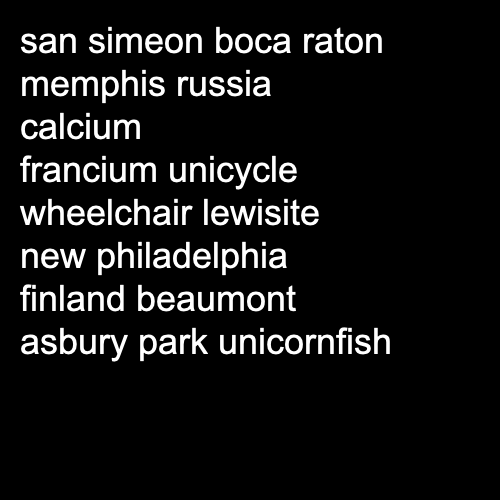 san simeon boca raton
memphis russia
calcium
francium unicycle
wheelchair lewisite
new philadelphia
finland beaumont
asbury park unicornfish